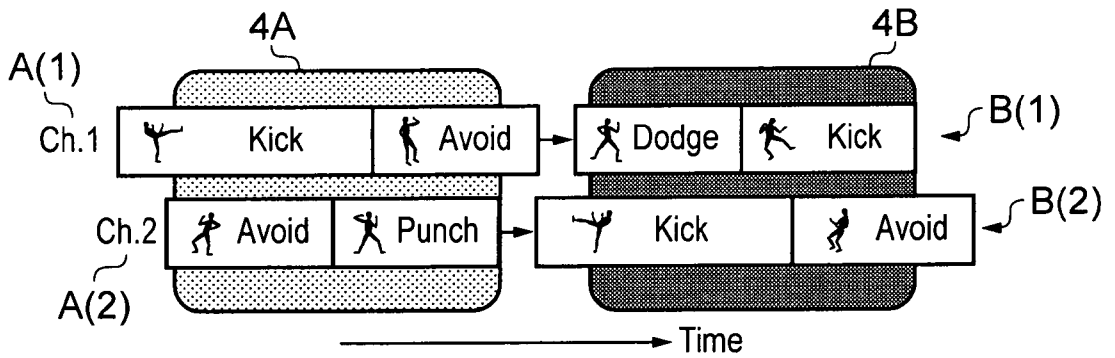 4A 4B
A(1)
Ch.1 Kick Avoid Dodge Kick B(1)
Ch.2 Avoid Punch Kick Avoid B(2)
A(2)
Time